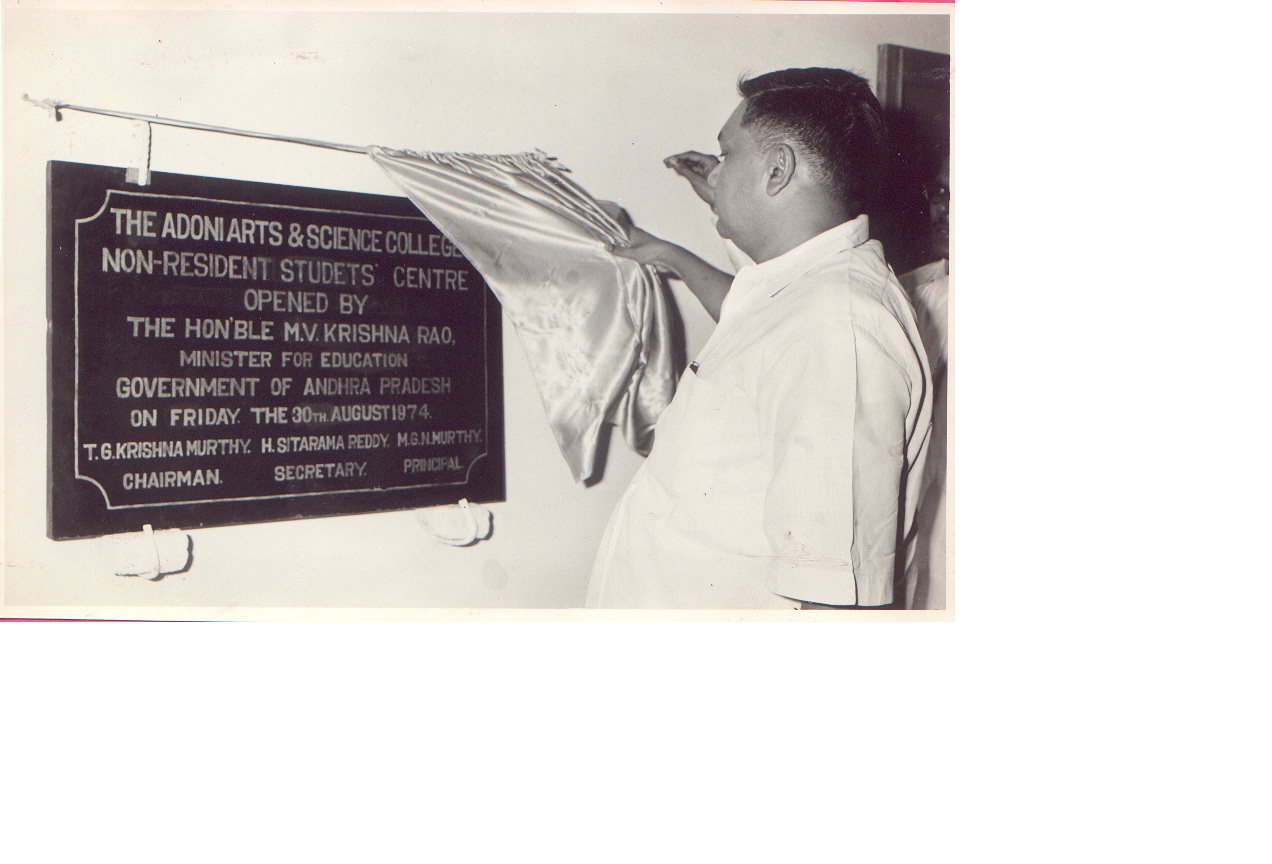 THE ADONI ARTS & SCIENCE COLLEGE
NON-RESIDENT STUDETS' CENTRE
OPENED BY
THE HON'BLE M.V. KRISHNA RAO,
MINISTER FOR EDUCATION
GOVERNMENT OF ANDHRA PRADESH
ON FRIDAY. THE 30TH. AUGUST 1974.
T.G. KRISHNA MURTHY. H. SITARAMA REDDY. M.G.N. MURTHY.
CHAIRMAN. SECRETARY. PRINCIPAL.